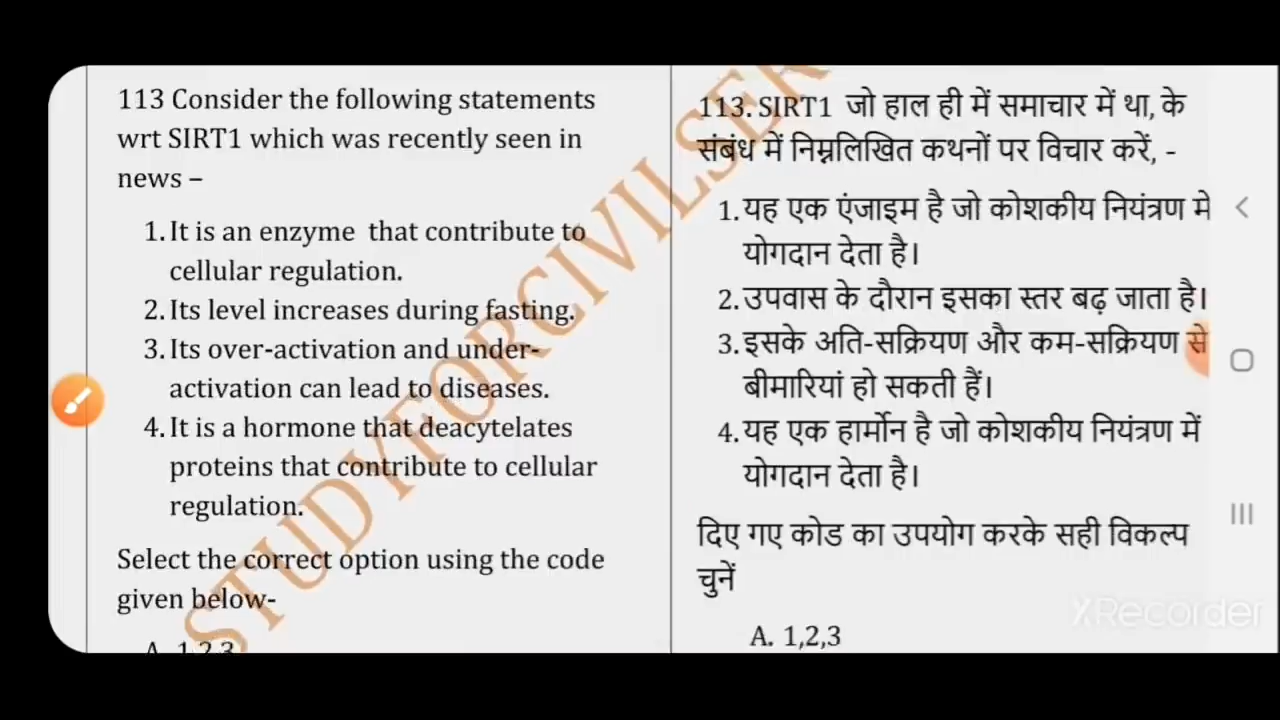 113 Consider the following statements
wrt SIRT1 which was recently seen in
news –
1. It is an enzyme that contribute to
cellular regulation.
2. Its level increases during fasting.
3. Its over-activation and under-
activation can lead to diseases.
4. It is a hormone that deacytelates
proteins that contribute to cellular
regulation.
Select the correct option using the code
given below-
A. 1,2,3
113. SIRT1 जो हाल ही में समाचार में था, के
संबंध में निम्नलिखित कथनों पर विचार करें, -
1. यह एक एंजाइम है जो कोशकीय नियंत्रण में
योगदान देता है।
2. उपवास के दौरान इसका स्तर बढ़ जाता है।
3. इसके अति-सक्रियण और कम-सक्रियण से
बीमारियां हो सकती हैं।
4. यह एक हार्मोन है जो कोशकीय नियंत्रण में
योगदान देता है।
दिए गए कोड का उपयोग करके सही विकल्प
चुनें
A. 1,2,3
STUDYFORCIVILSER
XRecorder